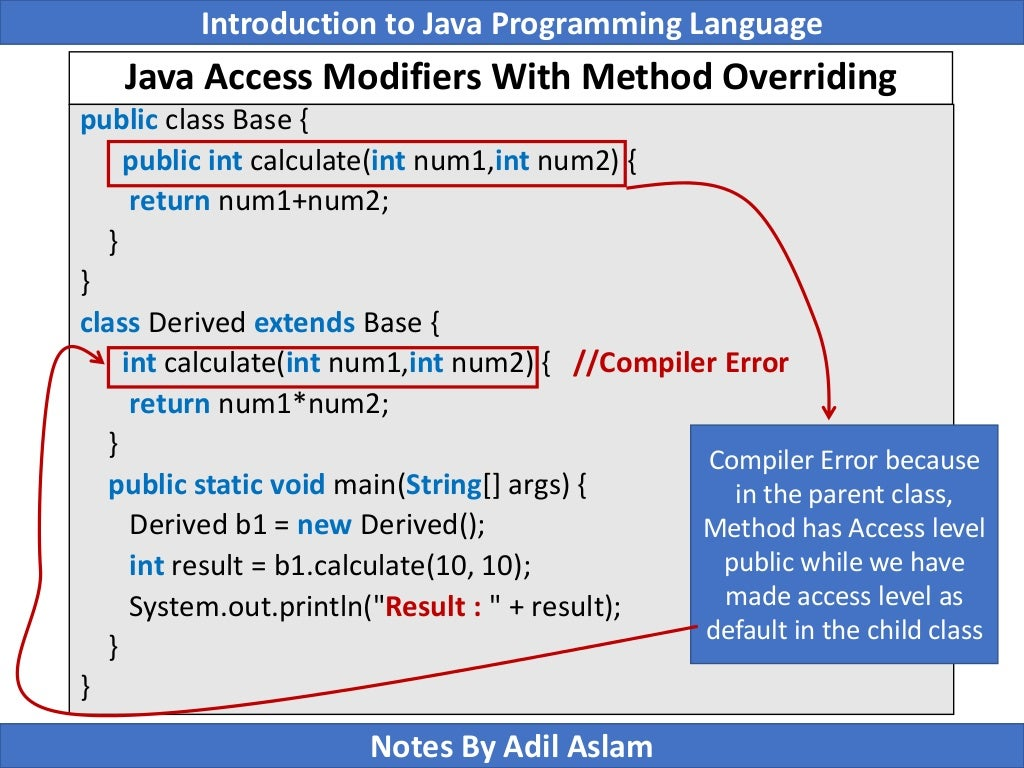 Introduction to Java Programming Language
Java Access Modifiers With Method Overriding
public class Base {
public int calculate(int num1,int num2) {
return num1+num2;
}
}
class Derived extends Base {
int calculate(int num1,int num2) { //Compiler Error
return num1*num2;
}
public static void main(String[] args) {
Derived b1 = new Derived();
int result = b1.calculate(10, 10);
System.out.println("Result : " + result);
}
}
Compiler Error because
in the parent class,
Method has Access level
public while we have
made access level as
default in the child class
Notes By Adil Aslam